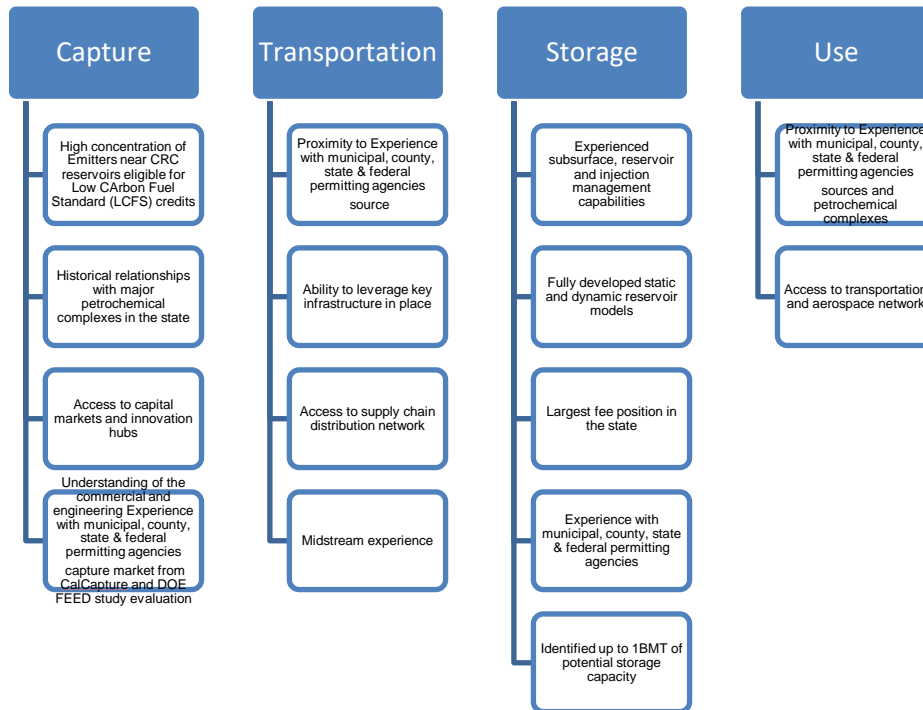 Capture
High concentration of
Emitters near CRC
reservoirs eligible for
Low CArbon Fuel
Standard (LCFS) credits
Historical relationships
with major
petrochemical
complexes in the state
Access to capital
markets and innovation
hubs
Understanding of the
commercial and
engineering Experience
with municipal, county,
state & federal
permitting agencies
capture market from
CalCapture and DOE
FEED study evaluation
Transportation
Proximity to Experience
with municipal, county,
state & federal
permitting agencies
source
Ability to leverage key
infrastructure in place
Access to supply chain
distribution network
Midstream experience
Storage
Experienced
subsurface, reservoir
and injection
management
capabilities
Fully developed static
and dynamic reservoir
models
Largest fee position in
the state
Experience with
municipal, county, state
& federal permitting
agencies
Identified up to 1BMT of
potential storage
capacity
Use
Proximity to Experience
with municipal, county,
state & federal
permitting agencies
sources and
petrochemical
complexes
Access to transportation
and aerospace network